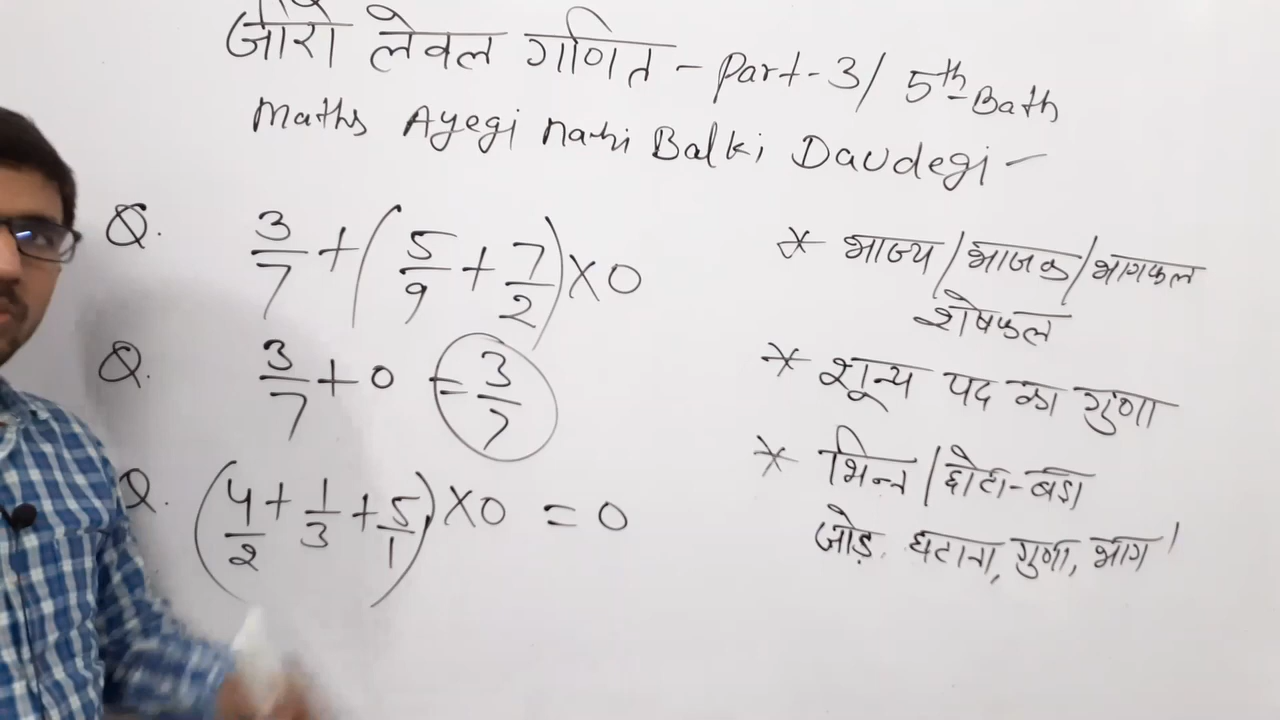 जीरो लेवल गणित - Part-3/ 5th Bath
Maths Ayegi nahi Balki Daudegi -
Q. 3/7 + (5/9 + 7/2) × 0
Q. 3/7 + 0 = 3/7
Q. (4/2 + 1/3 + 5/1) × 0 = 0
* भाज्य/भाजक/भागफल
शेषफल
* शून्य पद का गुणा
* भिन्न/छोटा-बड़ा
जोड़, घटाना, गुणा, भाग